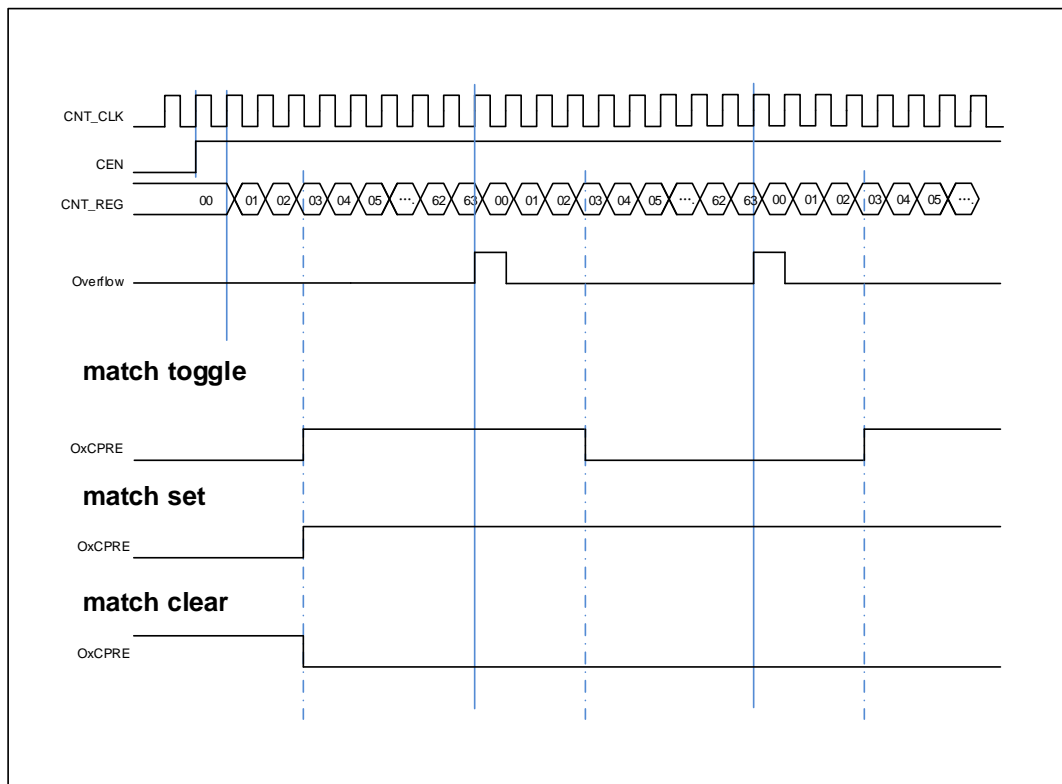 CNT_CLK
CEN
CNT_REG 00 01 02 03 04 05 ···. 62 63 00 01 02 03 04 05 ···. 62 63 00 01 02 03 04 05 ···.
Overflow
match toggle
OxCPRE
match set
OxCPRE
match clear
OxCPRE